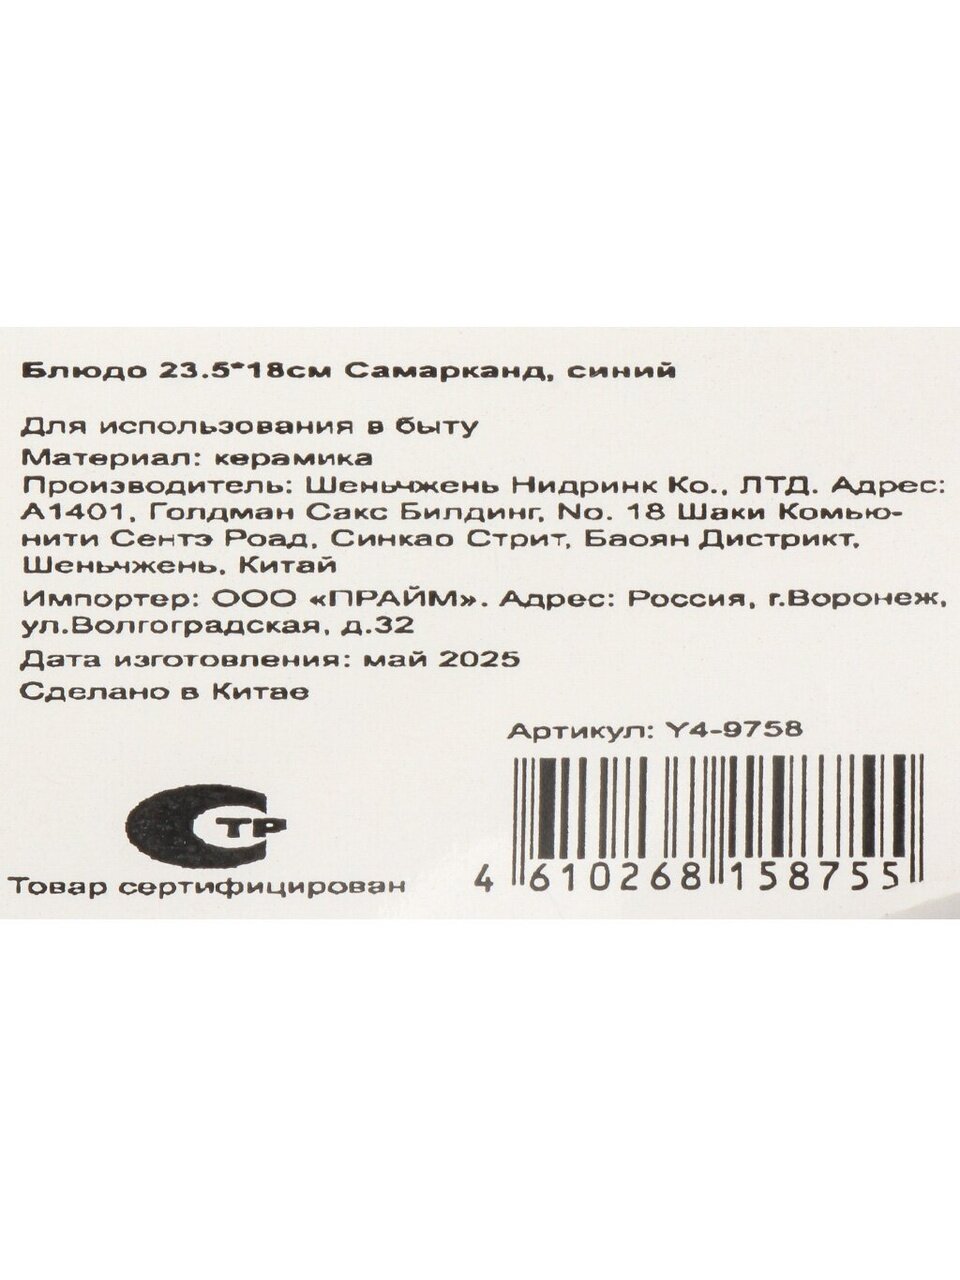 Блюдо 23.5*18см Самарканд, синий
Для использования в быту
Материал: керамика
Производитель: Шеньчжень Нидринк Ко., ЛТД. Адрес:
А1401, Голдман Сакс Билдинг, No. 18 Шаки Комью-
нити Сентэ Роад, Синкао Стрит, Баоян Дистрикт,
Шеньчжень, Китай
Импортер: ООО «ПРАЙМ». Адрес: Россия, г.Воронеж,
ул.Волгоградская, д.32
Дата изготовления: май 2025
Сделано в Китае
Артикул: Y4-9758
СТР
Товар сертифицирован
4 610268 158755